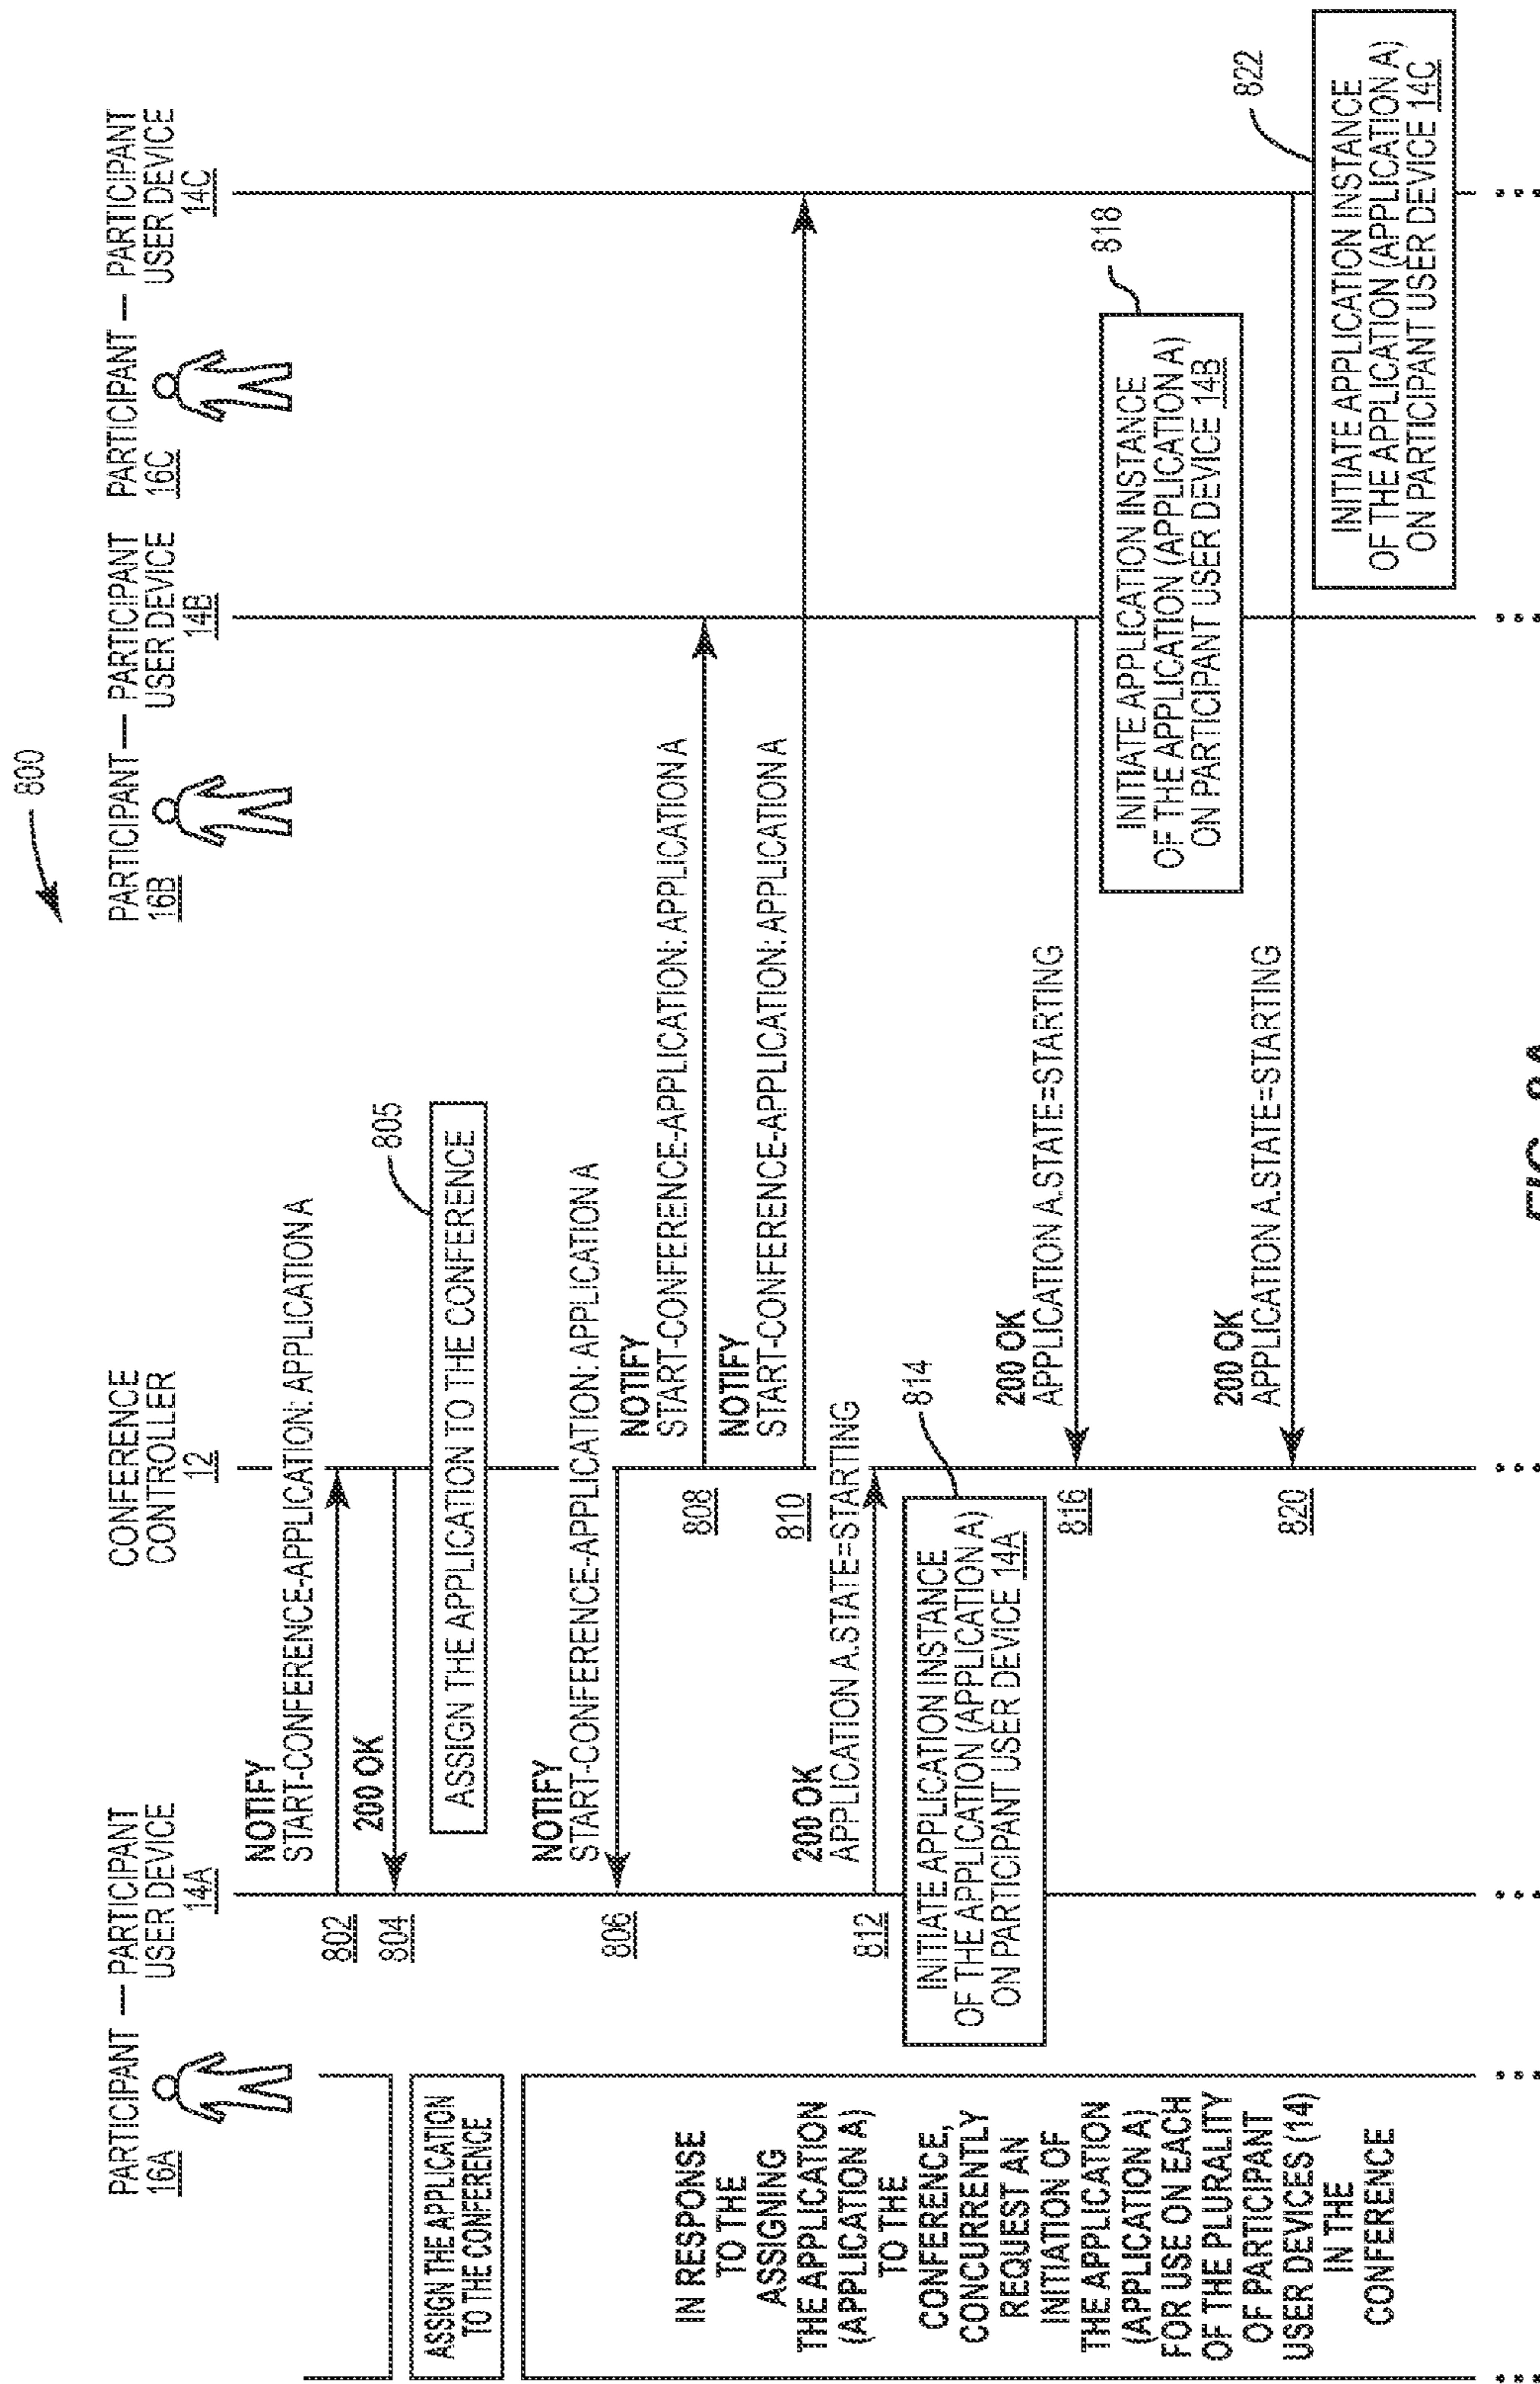 800
PARTICIPANT — PARTICIPANT
16A
USER DEVICE
14A
CONFERENCE
CONTROLLER
12
PARTICIPANT — PARTICIPANT
16B
USER DEVICE
14B
PARTICIPANT — PARTICIPANT
16C
USER DEVICE
14C
NOTIFY
START-CONFERENCE-APPLICATION: APPLICATION A
802
200 OK
804
805
ASSIGN THE APPLICATION TO THE CONFERENCE
ASSIGN THE APPLICATION
TO THE CONFERENCE
NOTIFY
START-CONFERENCE-APPLICATION: APPLICATION A
806
NOTIFY
START-CONFERENCE-APPLICATION: APPLICATION A
808
NOTIFY
START-CONFERENCE-APPLICATION: APPLICATION A
810
200 OK
APPLICATION A.STATE=STARTING
812
814
INITIATE APPLICATION INSTANCE
OF THE APPLICATION (APPLICATION A)
ON PARTICIPANT USER DEVICE 14A
200 OK
APPLICATION A.STATE=STARTING
816
818
INITIATE APPLICATION INSTANCE
OF THE APPLICATION (APPLICATION A)
ON PARTICIPANT USER DEVICE 14B
200 OK
APPLICATION A.STATE=STARTING
820
822
INITIATE APPLICATION INSTANCE
OF THE APPLICATION (APPLICATION A)
ON PARTICIPANT USER DEVICE 14C
IN RESPONSE
TO THE
ASSIGNING
THE APPLICATION
(APPLICATION A)
TO THE
CONFERENCE,
CONCURRENTLY
REQUEST AN
INITIATION OF
THE APPLICATION
(APPLICATION A)
FOR USE ON EACH
OF THE PLURALITY
OF PARTICIPANT
USER DEVICES (14)
IN THE
CONFERENCE